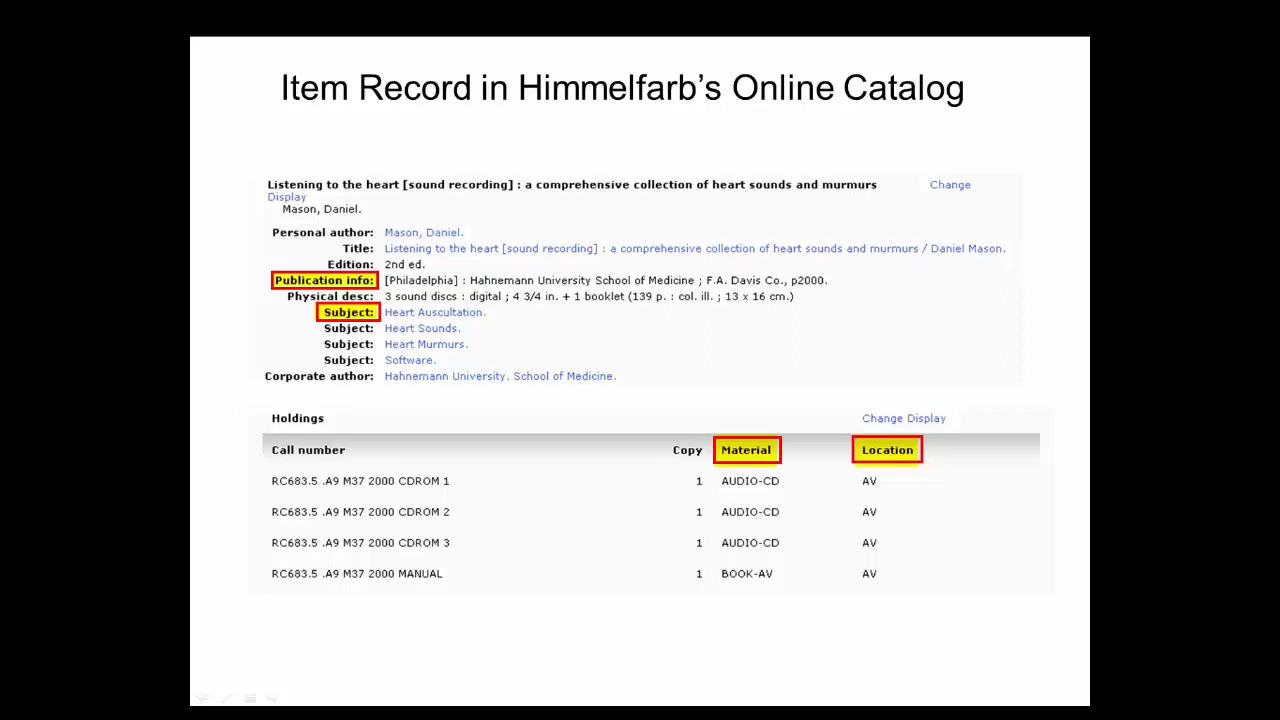 Item Record in Himmelfarb’s Online Catalog
Listening to the heart [sound recording] : a comprehensive collection of heart sounds and murmurs Change
Display
Mason, Daniel.
Personal author: Mason, Daniel.
Title: Listening to the heart [sound recording] : a comprehensive collection of heart sounds and murmurs / Daniel Mason.
Edition: 2nd ed.
Publication info: [Philadelphia] : Hahnemann University School of Medicine ; F.A. Davis Co., p2000.
Physical desc: 3 sound discs : digital ; 4 3/4 in. + 1 booklet (139 p. : col. ill. ; 13 x 16 cm.)
Subject: Heart Auscultation.
Subject: Heart Sounds.
Subject: Heart Murmurs.
Subject: Software.
Corporate author: Hahnemann University. School of Medicine.
Holdings Change Display
Call number Copy Material Location
RC683.5 .A9 M37 2000 CDROM 1 1 AUDIO-CD AV
RC683.5 .A9 M37 2000 CDROM 2 1 AUDIO-CD AV
RC683.5 .A9 M37 2000 CDROM 3 1 AUDIO-CD AV
RC683.5 .A9 M37 2000 MANUAL 1 BOOK-AV AV